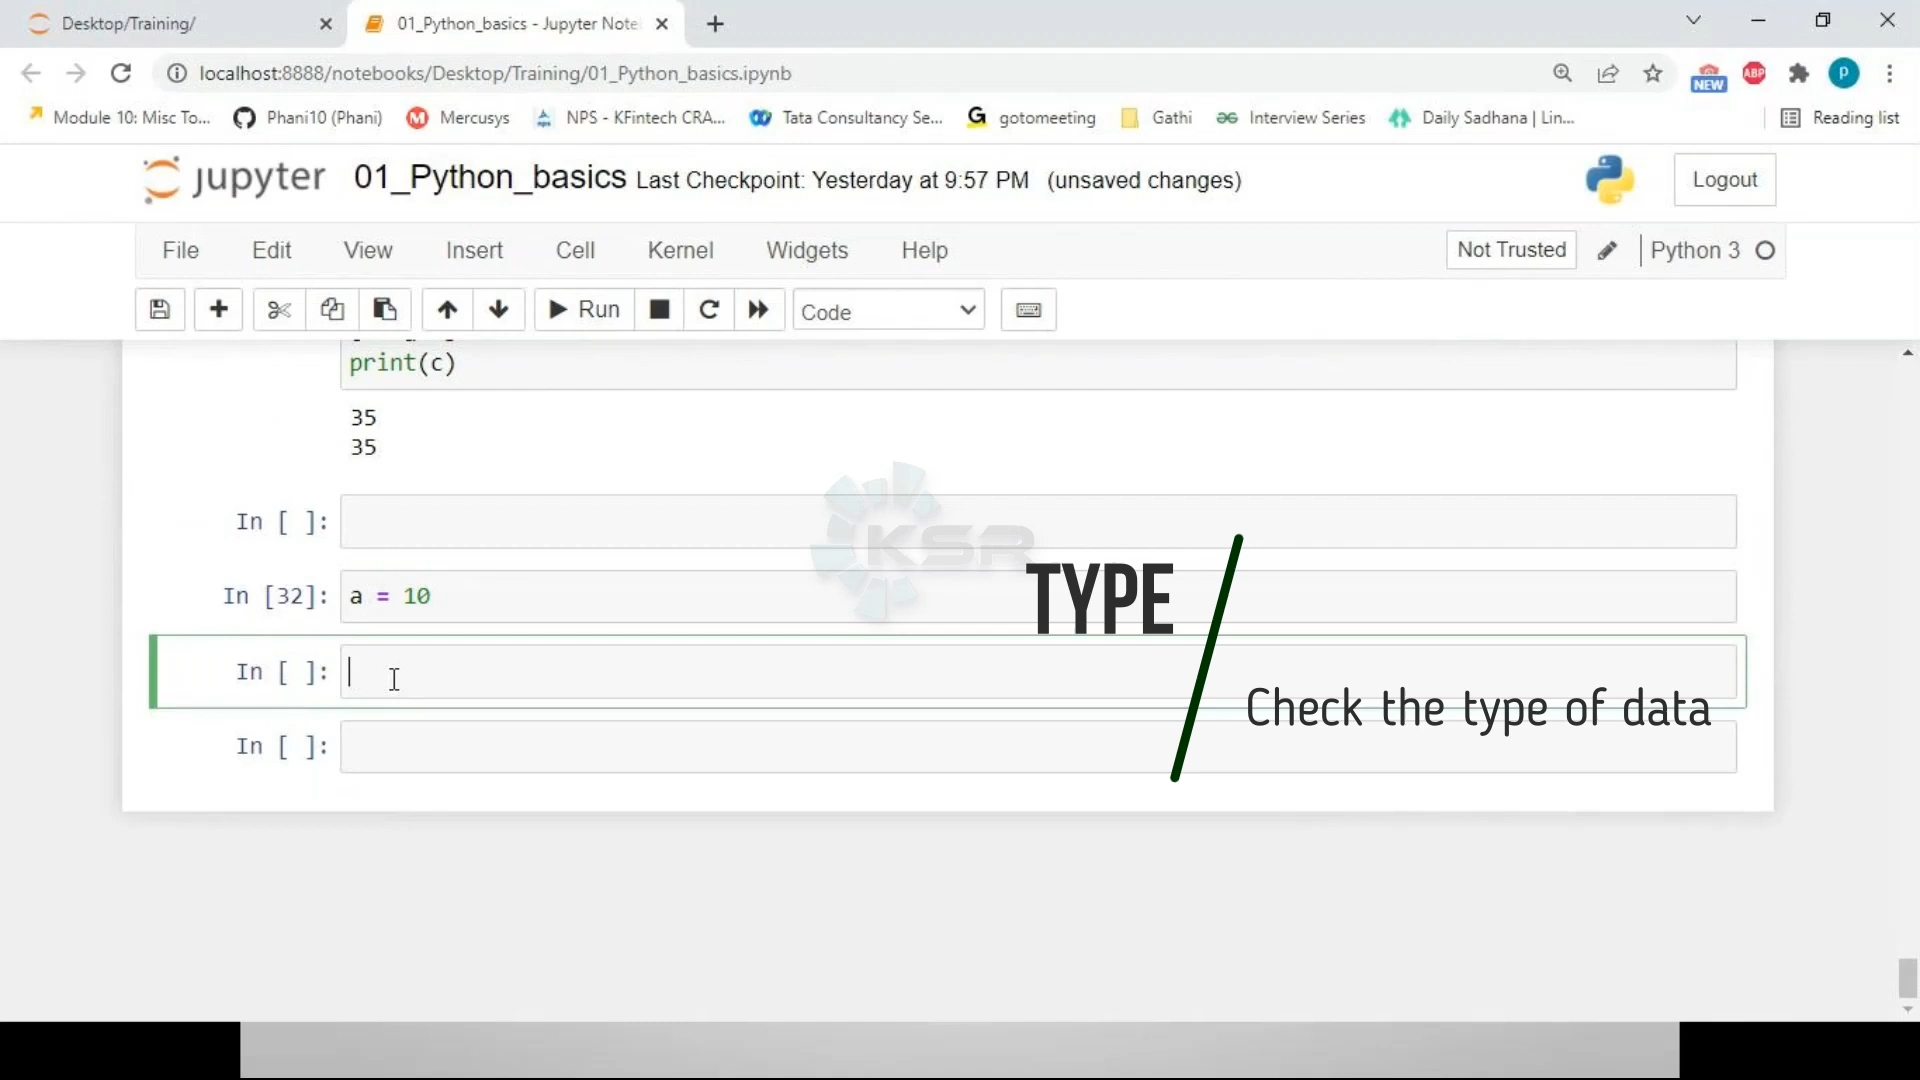 Desktop/Training/
01_Python_basics - Jupyter Note
localhost:8888/notebooks/Desktop/Training/01_Python_basics.ipynb
NEW
ABP
P
Module 10: Misc To...
Phani10 (Phani)
Mercusys
NPS - KFintech CRA...
Tata Consultancy Se...
gotomeeting
Gathi
Interview Series
Daily Sadhana | Lin...
Reading list
jupyter
01_Python_basics Last Checkpoint: Yesterday at 9:57 PM (unsaved changes)
Logout
File Edit View Insert Cell Kernel Widgets Help
Not Trusted
Python 3
Run
Code
print(c)
35
35
In [ ]:
KSR
In [32]: a = 10
TYPE
In [ ]:
Check the type of data
In [ ]: